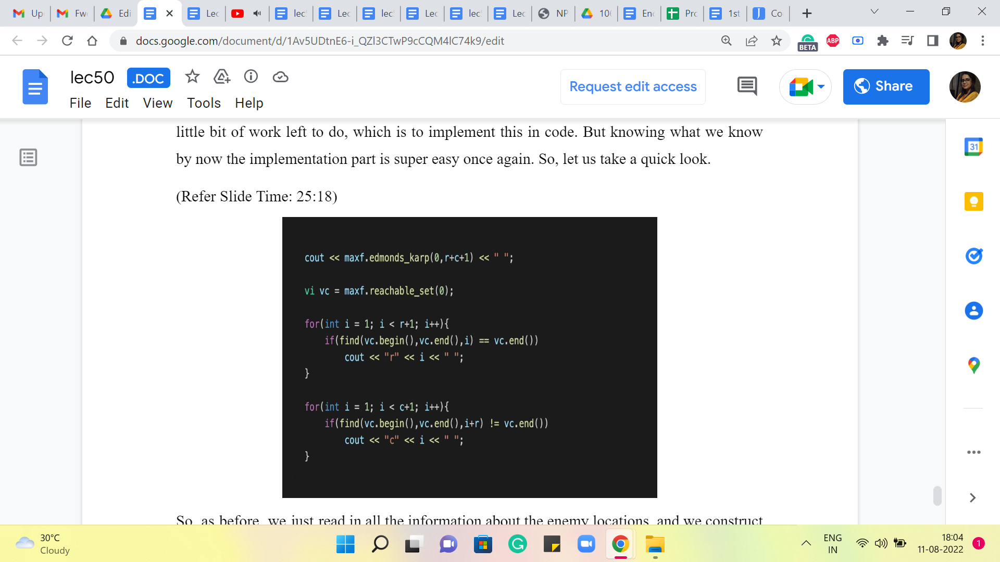 Up
Fw
Edi
Lec
lec
Lec
lec
Lec
lec
Lec
NP
10
En
Pro
1st
Co
docs.google.com/document/d/1Av5UDtnE6-i_QZl3CTwP9cCQM4lC74k9/edit
BETA
ABP
lec50
.DOC
Request edit access
Share
File Edit View Tools Help
31
little bit of work left to do, which is to implement this in code. But knowing what we know
by now the implementation part is super easy once again. So, let us take a quick look.
(Refer Slide Time: 25:18)
cout << maxf.edmonds_karp(0,r+c+1) << " ";
vi vc = maxf.reachable_set(0);
for(int i = 1; i < r+1; i++){
if(find(vc.begin(),vc.end(),i) == vc.end())
cout << "r" << i << " ";
}
for(int i = 1; i < c+1; i++){
if(find(vc.begin(),vc.end(),i+r) != vc.end())
cout << "c" << i << " ";
}
So, as before, we just read in all the information about the enemy locations, and we construct
30°C
Cloudy
ENG
IN
18:04
11-08-2022
1